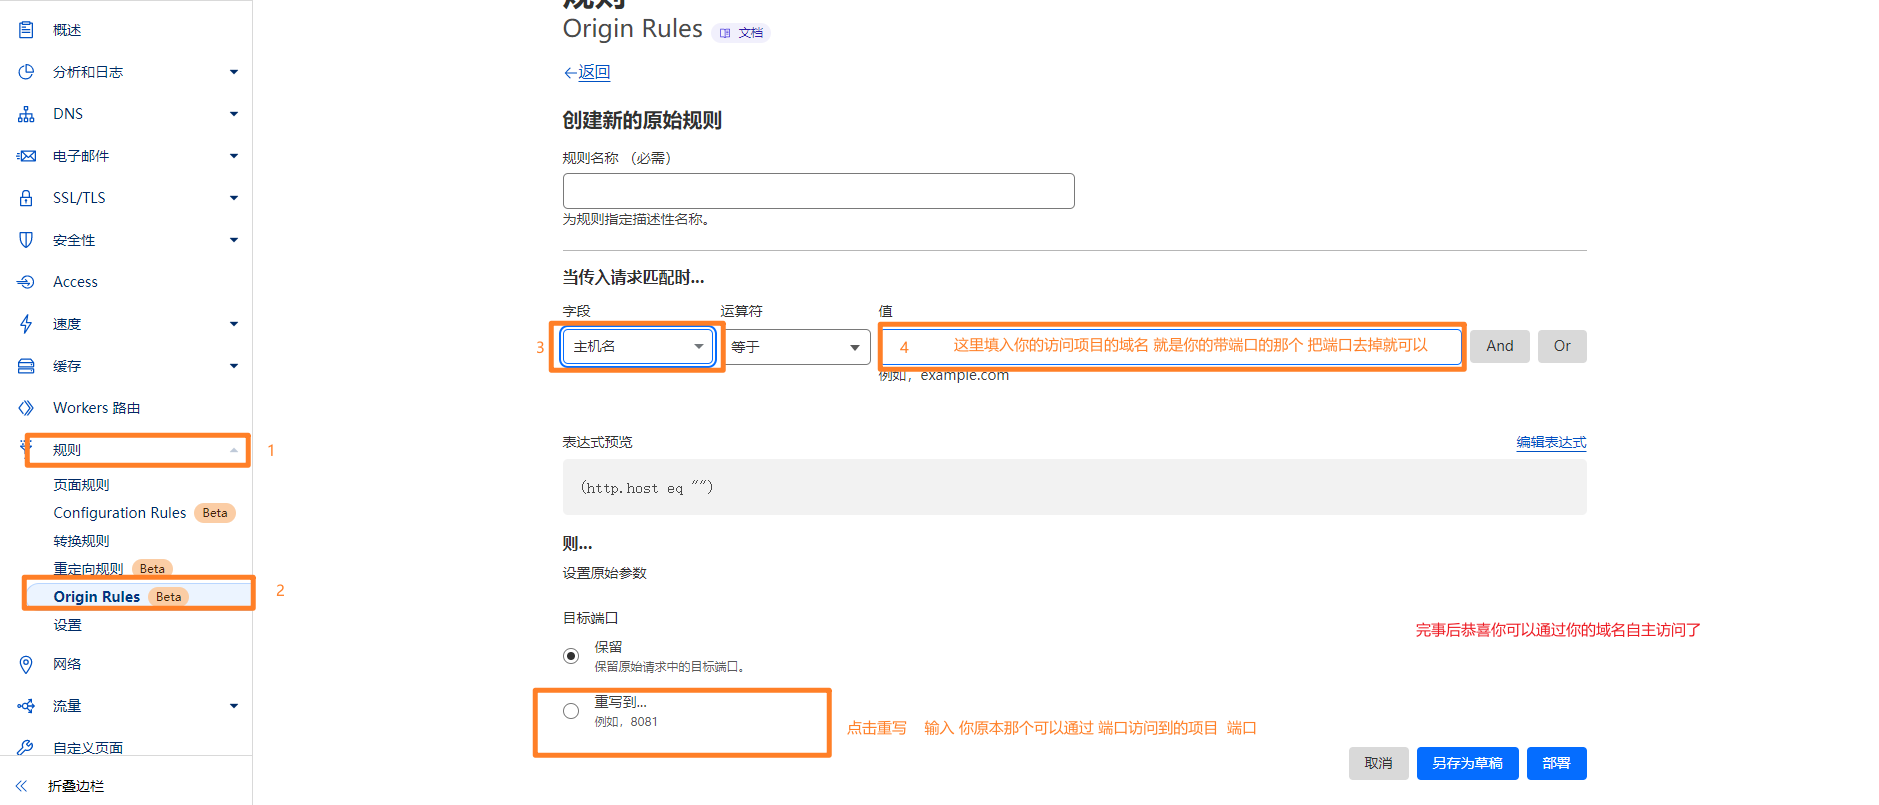 概述
分析和日志
DNS
电子邮件
SSL/TLS
安全性
Access
速度
缓存
Workers 路由
规则 1
页面规则
Configuration Rules Beta
转换规则
重定向规则 Beta
Origin Rules Beta 2
设置
网络
流量
自定义页面
折叠边栏
规则
Origin Rules 文档
←返回
创建新的原始规则
规则名称 （必需）
为规则指定描述性名称。
当传入请求匹配时...
字段 运算符 值
3 主机名 等于 4 这里填入你的访问项目的域名 就是你的带端口的那个 把端口去掉就可以 And Or
例如，example.com
表达式预览 编辑表达式
(http.host eq "")
则...
设置原始参数
目标端口
保留
保留原始请求中的目标端口。
完事后恭喜你可以通过你的域名自主访问了
重写到...
例如，8081
点击重写 输入 你原本那个可以通过 端口访问到的项目 端口
取消 另存为草稿 部署